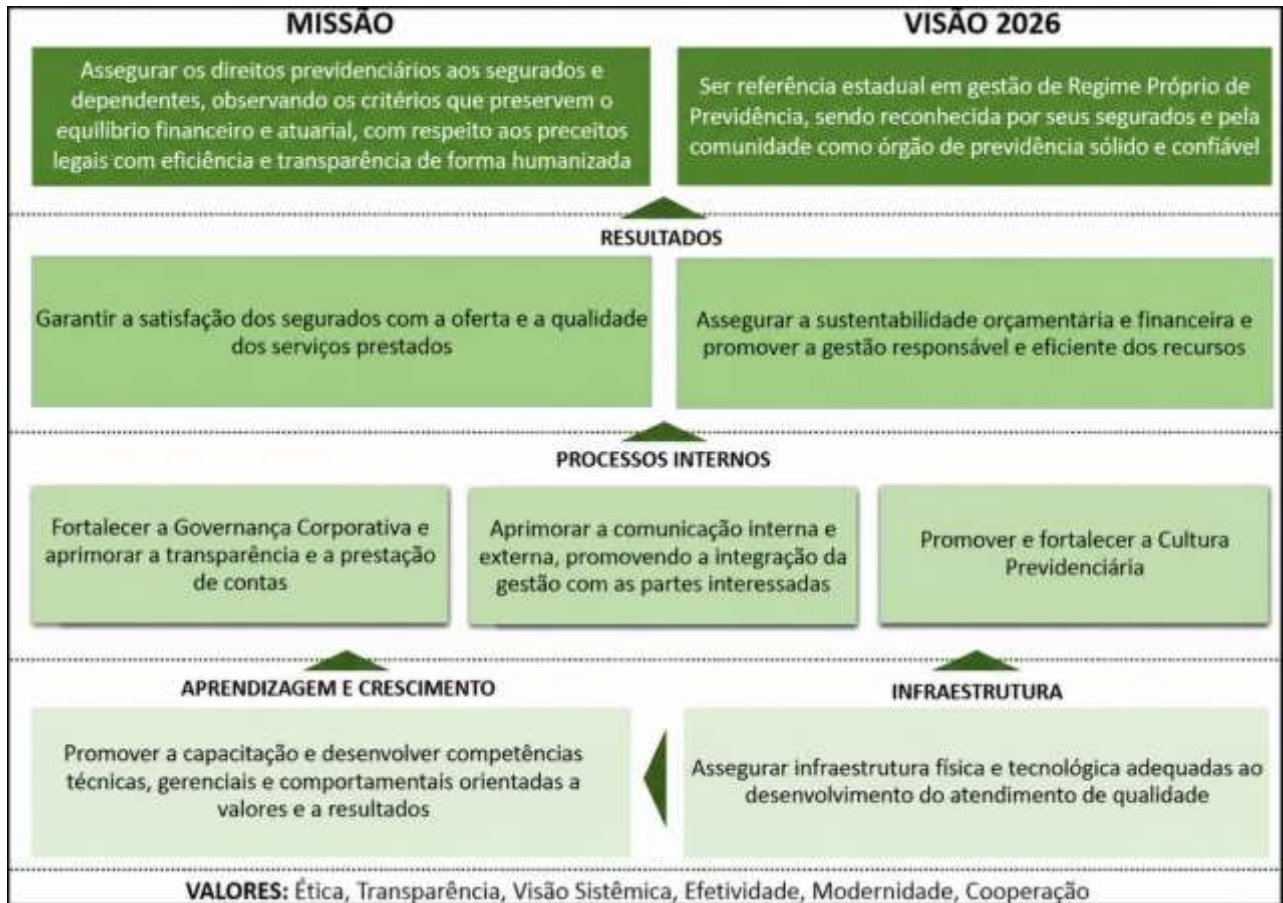 MISSÃO
Assegurar os direitos previdenciários aos segurados e
dependentes, observando os critérios que preservem o
equilíbrio financeiro e atuarial, com respeito aos preceitos
legais com eficiência e transparência de forma humanizada
VISÃO 2026
Ser referência estadual em gestão de Regime Próprio de
Previdência, sendo reconhecida por seus segurados e pela
comunidade como órgão de previdência sólido e confiável
RESULTADOS
Garantir a satisfação dos segurados com a oferta e a qualidade
dos serviços prestados
Assegurar a sustentabilidade orçamentária e financeira e
promover a gestão responsável e eficiente dos recursos
PROCESSOS INTERNOS
Fortalecer a Governança Corporativa e
aprimorar a transparência e a prestação
de contas
Aprimorar a comunicação interna e
externa, promovendo a integração da
gestão com as partes interessadas
Promover e fortalecer a Cultura
Previdenciária
APRENDIZAGEM E CRESCIMENTO
Promover a capacitação e desenvolver competências
técnicas, gerenciais e comportamentais orientadas a
valores e a resultados
INFRAESTRUTURA
Assegurar infraestrutura física e tecnológica adequadas ao
desenvolvimento do atendimento de qualidade
VALORES: Ética, Transparência, Visão Sistêmica, Efetividade, Modernidade, Cooperação